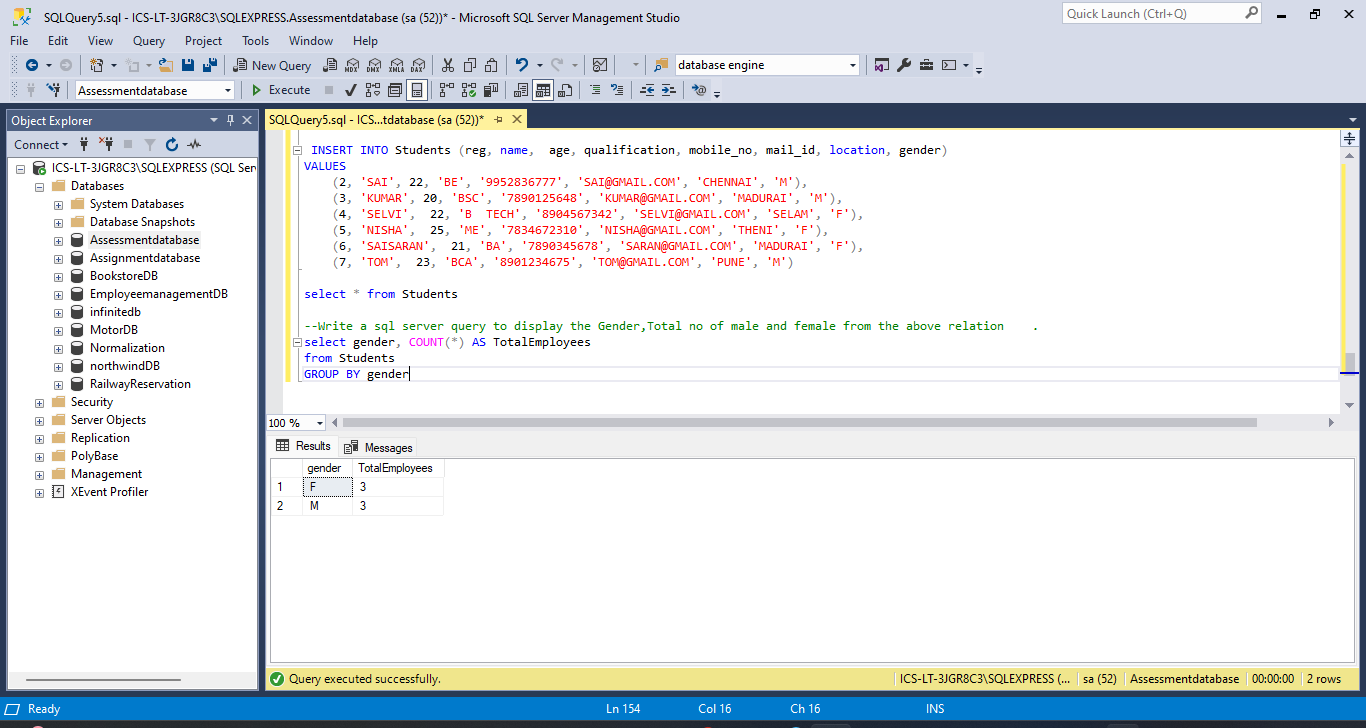 SQLQuery5.sql - ICS-LT-3JGR8C3\SQLEXPRESS.Assessmentdatabase (sa (52))* - Microsoft SQL Server Management Studio
Quick Launch (Ctrl+Q)
File Edit View Query Project Tools Window Help
New Query MDX DMX XMLA DAX database engine
Assessmentdatabase Execute
Object Explorer
Connect
ICS-LT-3JGR8C3\SQLEXPRESS (SQL Ser
Databases
System Databases
Database Snapshots
Assessmentdatabase
Assignmentdatabase
BookstoreDB
EmployeemanagementDB
infinitedb
MotorDB
Normalization
northwindDB
RailwayReservation
Security
Server Objects
Replication
PolyBase
Management
XEvent Profiler
SQLQuery5.sql - ICS...tdatabase (sa (52))*
INSERT INTO Students (reg, name,  age, qualification, mobile_no, mail_id, location, gender)
VALUES
(2, 'SAI', 22, 'BE', '9952836777', 'SAI@GMAIL.COM', 'CHENNAI', 'M'),
(3, 'KUMAR', 20, 'BSC', '7890125648', 'KUMAR@GMAIL.COM', 'MADURAI', 'M'),
(4, 'SELVI',  22, 'B  TECH', '8904567342', 'SELVI@GMAIL.COM', 'SELAM', 'F'),
(5, 'NISHA',  25, 'ME', '7834672310', 'NISHA@GMAIL.COM', 'THENI', 'F'),
(6, 'SAISARAN',  21, 'BA', '7890345678', 'SARAN@GMAIL.COM', 'MADURAI', 'F'),
(7, 'TOM',  23, 'BCA', '8901234675', 'TOM@GMAIL.COM', 'PUNE', 'M')
select * from Students
--Write a sql server query to display the Gender,Total no of male and female from the above relation    .
select gender, COUNT(*) AS TotalEmployees
from Students
GROUP BY gender
100 %
Results Messages
gender TotalEmployees
1 F 3
2 M 3
Query executed successfully.
ICS-LT-3JGR8C3\SQLEXPRESS (... sa (52) Assessmentdatabase 00:00:00 2 rows
Ready Ln 154 Col 16 Ch 16 INS